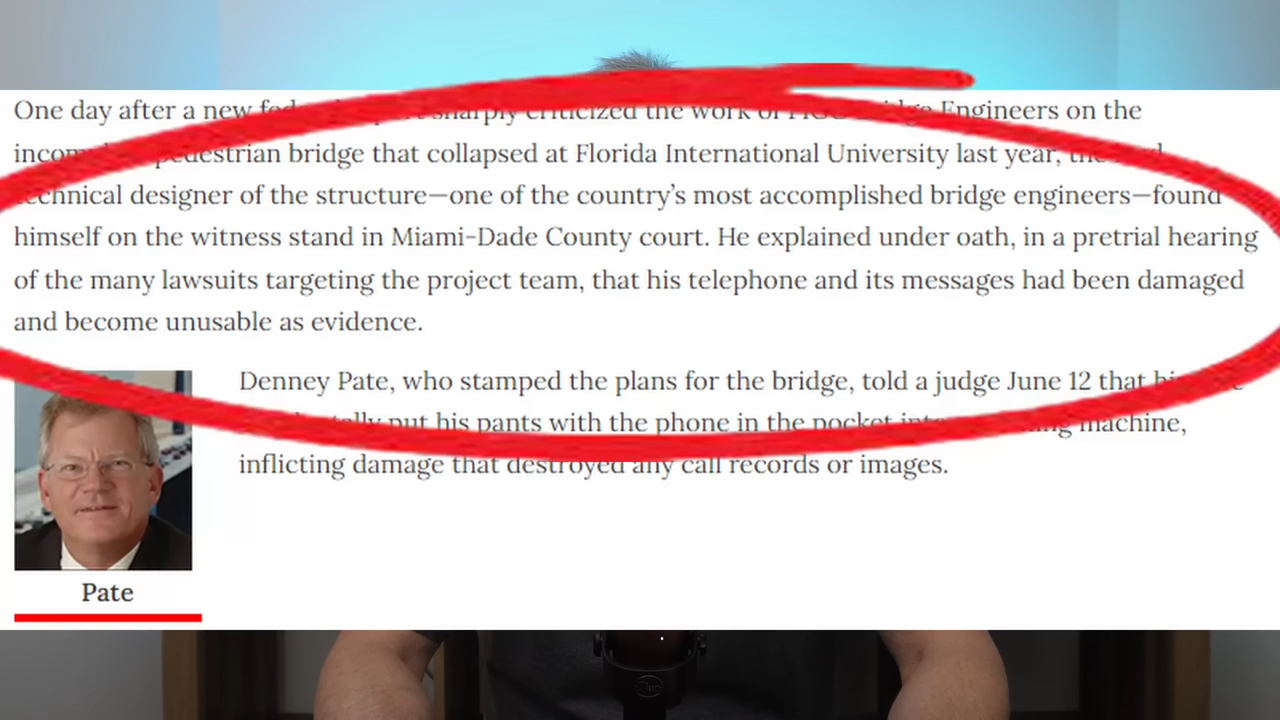 One day after a new sharply criticized the work of Engineers on the
pedestrian bridge that collapsed at Florida International University last year,
technical designer of the structure—one of the country's most accomplished bridge engineers—found
himself on the witness stand in Miami-Dade County court. He explained under oath, in a pretrial hearing
of the many lawsuits targeting the project team, that his telephone and its messages had been damaged
and become unusable as evidence.
Denney Pate, who stamped the plans for the bridge, told a judge June 12 that
put his pants with the phone in the pocket machine,
inflicting damage that destroyed any call records or images.
Pate